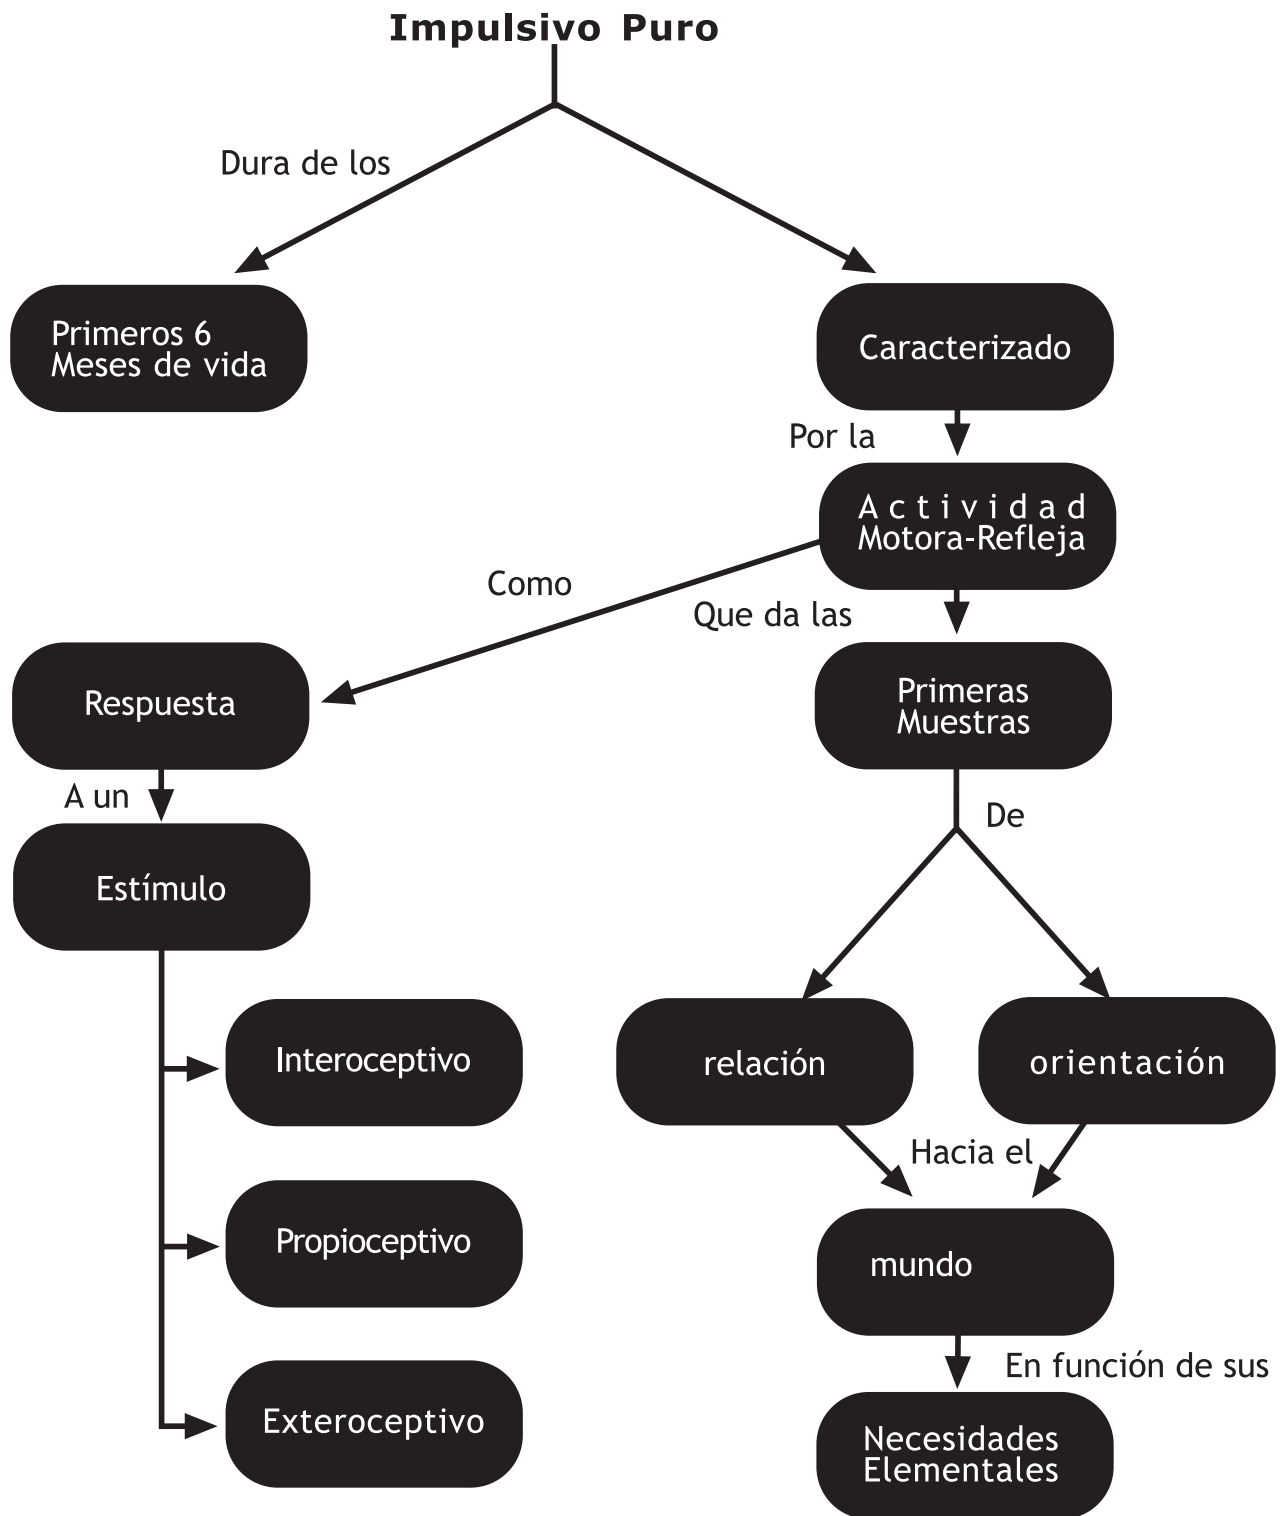 Impulsivo Puro
Dura de los
Primeros 6
Meses de vida
Caracterizado
Por la
Actividad
Motora-Refleja
Como
Que da las
Respuesta
Primeras
Muestras
A un
De
Estímulo
Interoceptivo
relación
orientación
Hacia el
Propioceptivo
mundo
En función de sus
Exteroceptivo
Necesidades
Elementales